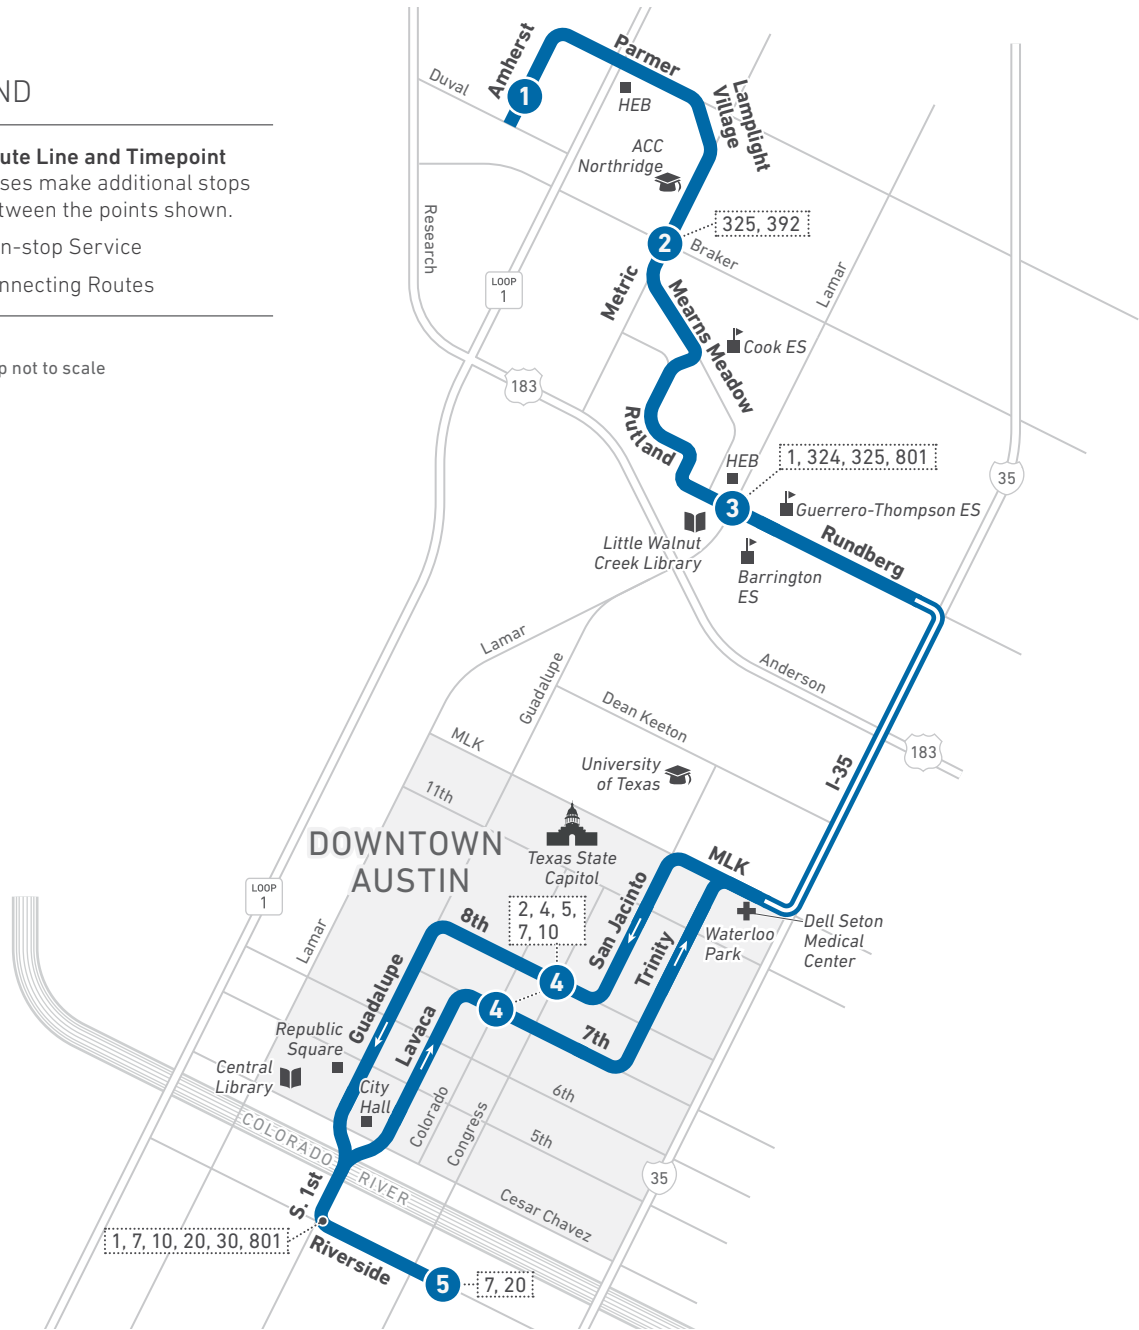 ND
ute Line and Timepoint
ses make additional stops
tween the points shown.
n-stop Service
nnecting Routes
p not to scale
Amherst
Parmer
Duval
1
HEB
Lamplight
Village
ACC
Northridge
Research
2
325, 392
Braker
LOOP
1
Metric
Mearns Meadow
Lamar
Cook ES
183
Rutland
HEB
1, 324, 325, 801
35
3
Guerrero-Thompson ES
Little Walnut
Creek Library
Rundberg
Barrington
ES
Lamar
Guadalupe
Anderson
Dean Keeton
MLK
183
University
of Texas
I-35
11th
DOWNTOWN
AUSTIN
Texas State
Capitol
MLK
LOOP
1
Lamar
8th
2, 4, 5,
7, 10
San Jacinto
Trinity
Waterloo
Park
Dell Seton
Medical
Center
4
4
Guadalupe
Lavaca
7th
Republic
Square
Central
Library
City
Hall
Colorado
Congress
6th
5th
COLORADO RIVER
35
S. 1st
Cesar Chavez
1, 7, 10, 20, 30, 801
Riverside
5
7, 20